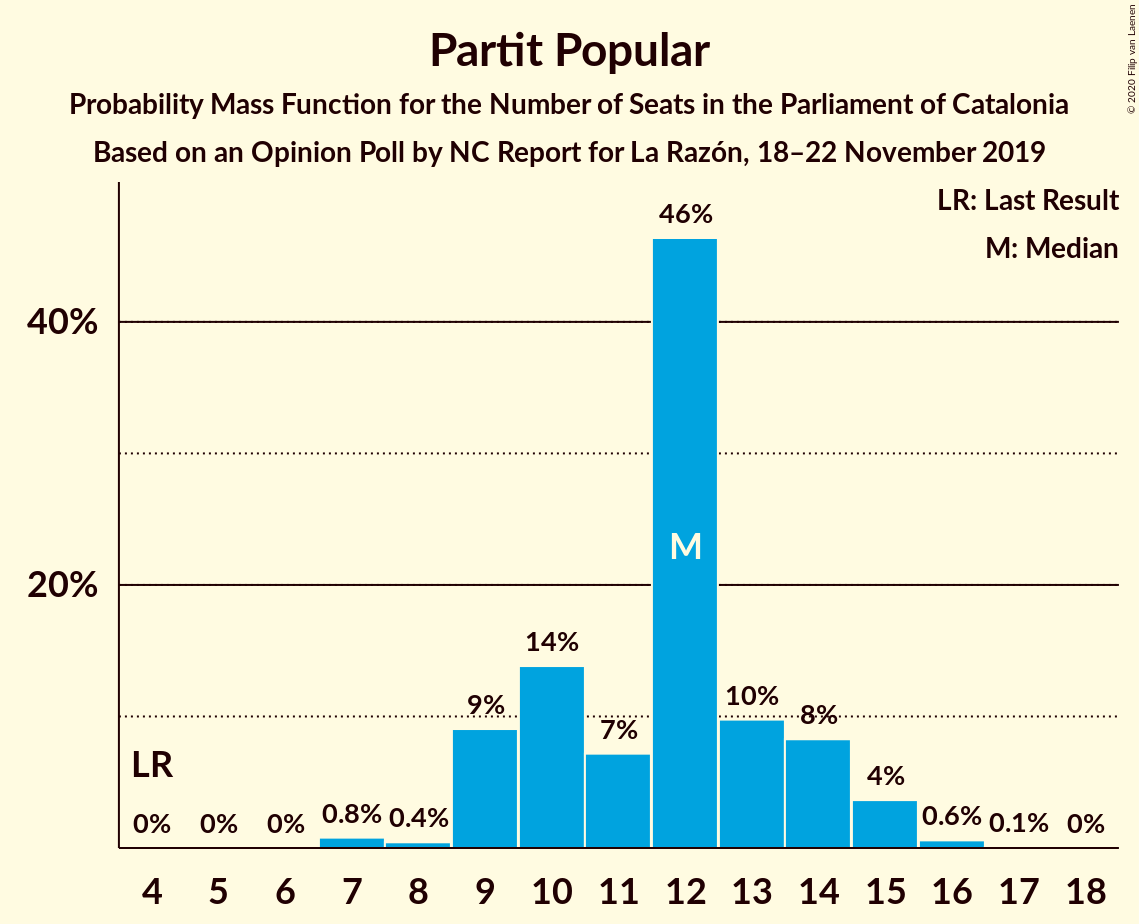 © 2020 Filip van Laenen
Partit Popular
Probability Mass Function for the Number of Seats in the Parliament of Catalonia
Based on an Opinion Poll by NC Report for La Razón, 18–22 November 2019
LR: Last Result
M: Median
40%
20%
LR
0%
0%
0%
0.8%
0.4%
9%
14%
7%
46%
M
10%
8%
4%
0.6%
0.1%
0%
4 5 6 7 8 9 10 11 12 13 14 15 16 17 18